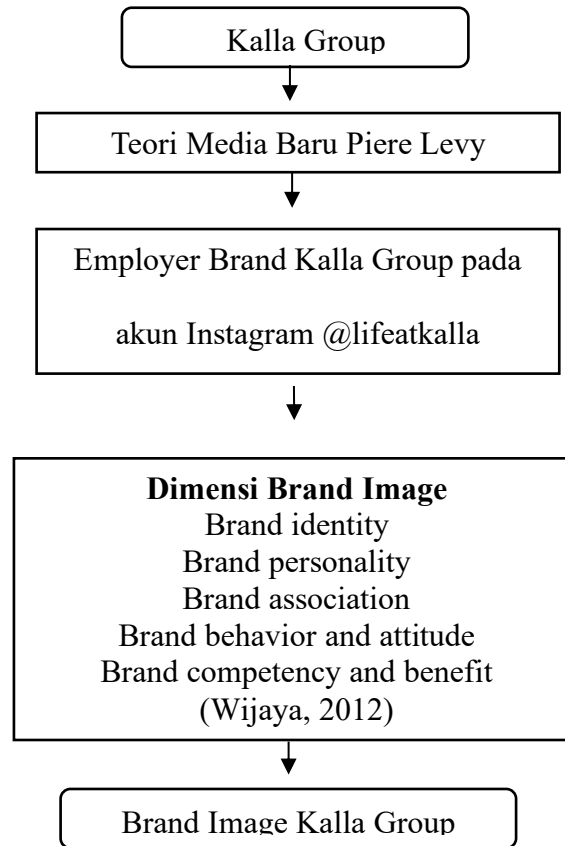 Kalla Group
Teori Media Baru Piere Levy
Employer Brand Kalla Group pada
akun Instagram @lifeatkalla
Dimensi Brand Image
Brand identity
Brand personality
Brand association
Brand behavior and attitude
Brand competency and benefit
(Wijaya, 2012)
Brand Image Kalla Group